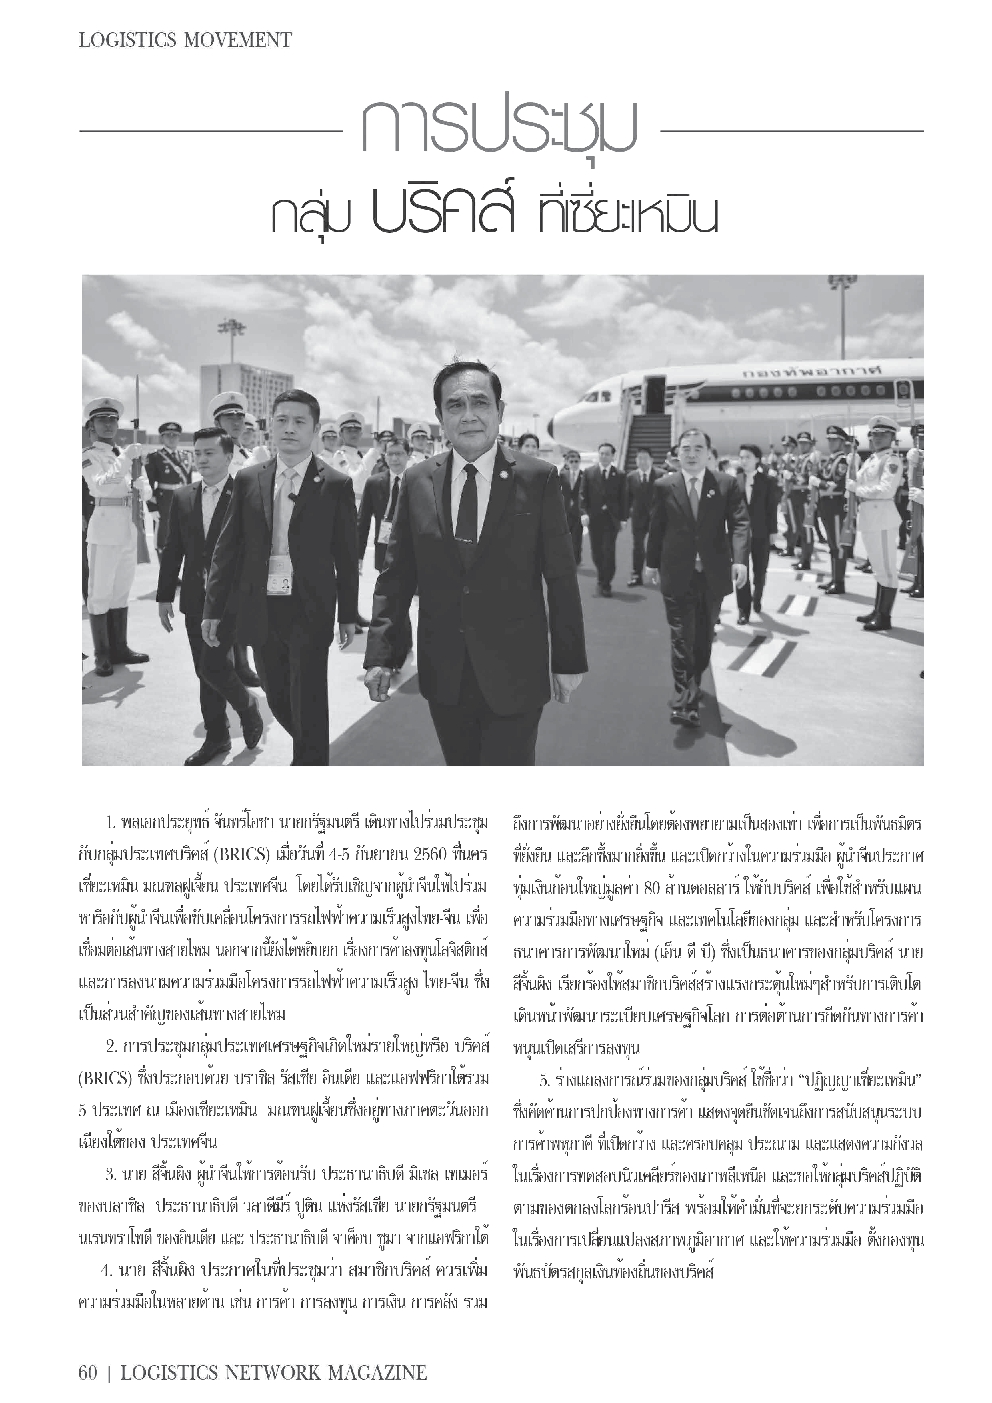 LOGISTICS MOVEMENT
การประชุม
กลุ่ม บริคส์ ที่เซี่ยะเหมิน
กองทัพอากาศ
1. พลเอกประยุทธ์ จันทร์โอชา นายกรัฐมนตรี เดินทางไปร่วมประชุม
กับกลุ่มประเทศบริคส์ (BRICS) เมื่อวันที่ 4-5 กันยายน 2560 ที่นคร
เซี่ยะเหมิน มณฑลฝูเจี้ยน ประเทศจีน โดยได้รับเชิญจากผู้นำจีนให้ไปร่วม
หารือกับผู้นำจีนเพื่อขับเคลื่อนโครงการรถไฟฟ้าความเร็วสูงไทย-จีน เพื่อ
เชื่อมต่อเส้นทางสายไหม นอกจากนี้ยังได้หยิบยก เรื่องการค้าลงทุนโลจิสติกส์
และการลงนามความร่วมมือโครงการรถไฟฟ้าความเร็วสูง ไทย-จีน ซึ่ง
เป็นส่วนสำคัญของเส้นทางสายไหม
2. การประชุมกลุ่มประเทศเศรษฐกิจเกิดใหม่รายใหญ่หรือ บริคส์
(BRICS) ซึ่งประกอบด้วย บราซิล รัสเซีย อินเดีย และแอฟฟริกาใต้รวม
5 ประเทศ ณ เมืองเซียะเหมิน มณฑนฝูเจี้ยนซึ่งอยู่ทางภาคตะวันออก
เฉียงใต้ของ ประเทศจีน
3. นาย สีจิ้นผิง ผู้นำจีนให้การต้อนรับ ประธานาธิบดี มิเชล เทเมอร์
ของบลาซิล ประธานาธิบดี วลาดีมีร์ ปูติน แห่งรัสเซีย นายกรัฐมนตรี
นเรนทราโทดี ของอินเดีย และ ประธานาธิบดี จาค็อบ ซูมา จากแอฟริกาใต้
4. นาย สีจิ้นผิง ประกาศในที่ประชุมว่า สมาชิกบริคส์ ควรเพิ่ม
ความร่วมมือในหลายด้าน เช่น การค้า การลงทุน การเงิน การคลัง รวม
ถึงการพัฒนาอย่างยั่งยืนโดยต้องพยายามเป็นสองเท่า เพื่อการเป็นพันธมิตร
ที่ยั่งยืน และลึกซึ้งมากยิ่งขึ้น และเปิดกว้างในความร่วมมือ ผู้นำจีนประกาศ
ทุ่มเงินก้อนใหญ่มูลค่า 80 ล้านดอลลาร์ ให้กับบริคส์ เพื่อใช้สำหรับแผน
ความร่วมมือทางเศรษฐกิจ และเทคโนโลยีของกลุ่ม และสำหรับโครงการ
ธนาคารการพัฒนาใหม่ (เอ็น ดี บี) ซึ่งเป็นธนาคารของกลุ่มบริคส์ นาย
สีจิ้นผิง เรียกร้องให้สมาชิกบริคส์สร้างแรงกระตุ้นใหม่ๆสำหรับการเติบโต
เดินหน้าพัฒนาระเบียบเศรษฐกิจโลก การต่อต้านการกีดกันทางการค้า
หนุนเปิดเสรีการลงทุน
5. ร่างแถลงการณ์ร่วมของกลุ่มบริคส์ ใช้ชื่อว่า “ปฏิญญาเซี่ยะเหมิน”
ซึ่งคัดค้านการปกป้องทางการค้า แสดงจุดยืนชัดเจนถึงการสนับสนุนระบบ
การค้าพหุภาคี ที่เปิดกว้าง และครอบคลุม ประณาม และแสดงความกังวล
ในเรื่องการทดสอบนิวเคลียร์ของเกาหลีเหนือ และขอให้กลุ่มบริคส์ปฏิบัติ
ตามของตกลงโลกร้อนปารีส พร้อมให้คำมั่นที่จะยกระดับความร่วมมือ
ในเรื่องการเปลี่ยนแปลงสภาพภูมิอากาศ และให้ความร่วมมือ ตั้งกองทุน
พันธบัตรสกุลเงินท้องถิ่นของบริคส์
60 | LOGISTICS NETWORK MAGAZINE